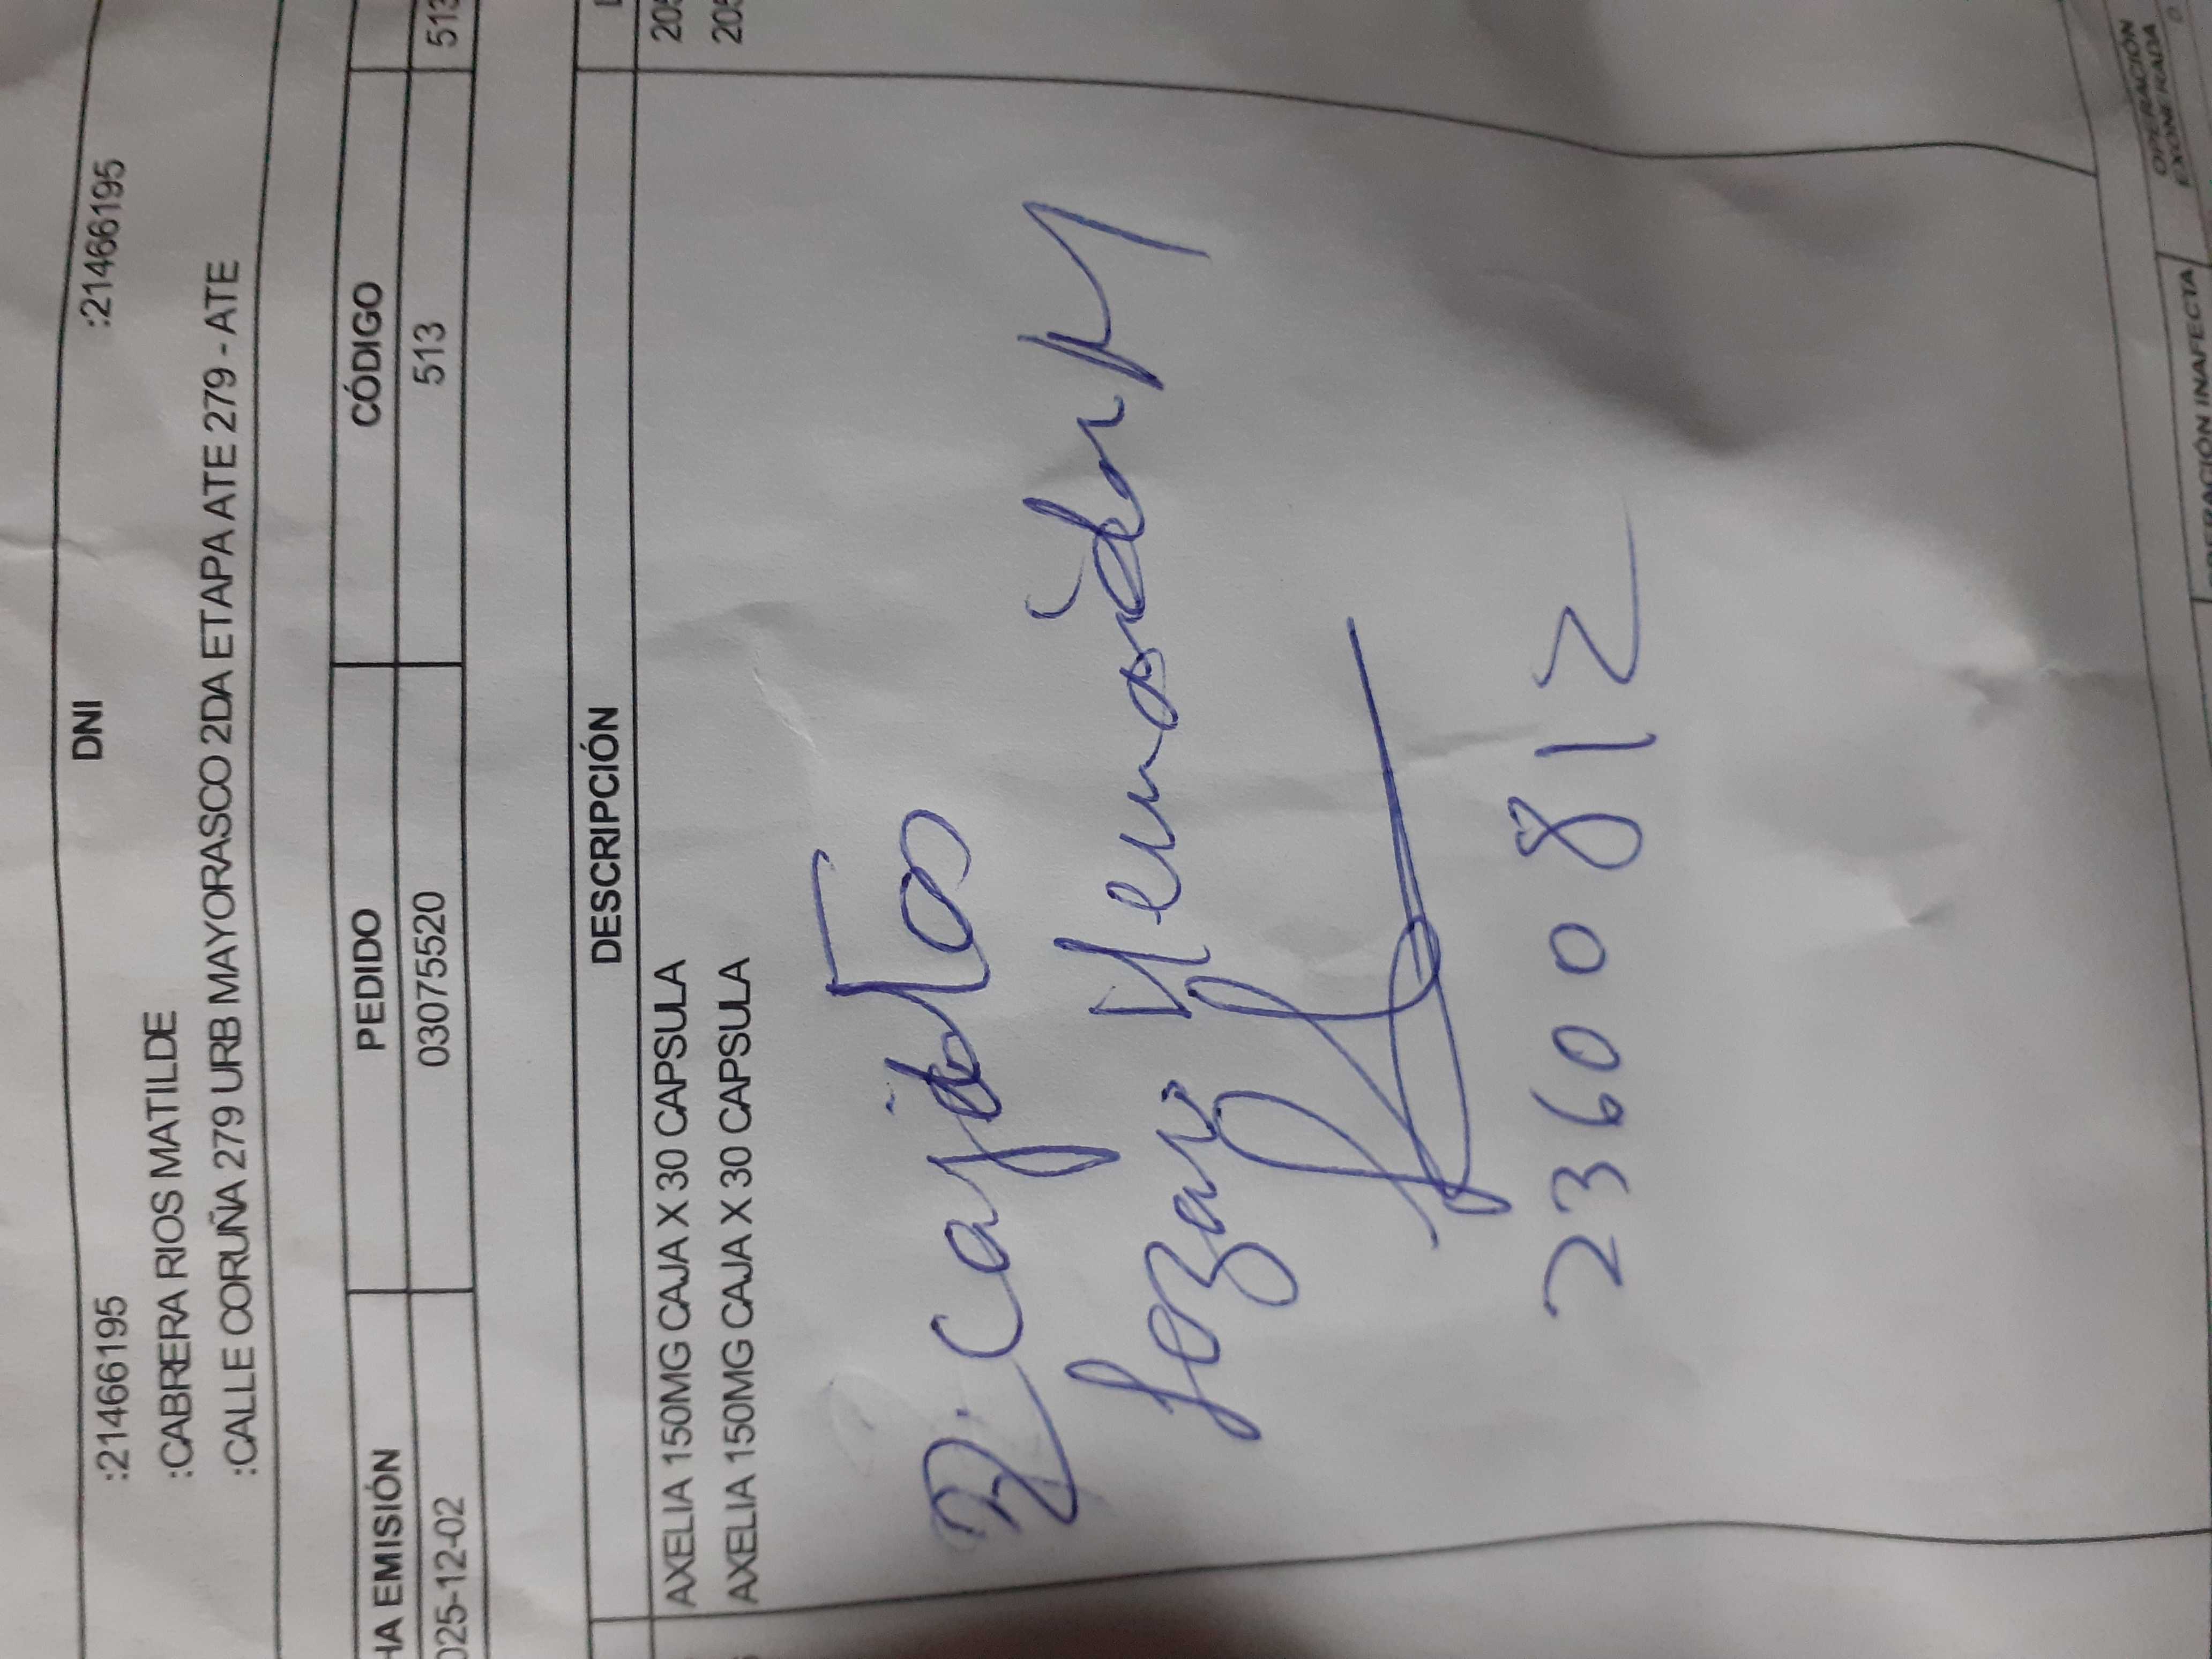 :21466195 DNI :21466195
:CABRERA RIOS MATILDE
:CALLE CORUÑA 279 URB MAYORASCO 2DA ETAPA ATE 279 - ATE
HA EMISIÓN PEDIDO CÓDIGO
025-12-02 03075520 513 513
DESCRIPCIÓN
AXELIA 150MG CAJA X 30 CAPSULA 205
AXELIA 150MG CAJA X 30 CAPSULA 205
2 Cajitas
23600812
OPERACIÓN INAFECTA
OPERACIÓN
EXONERADA